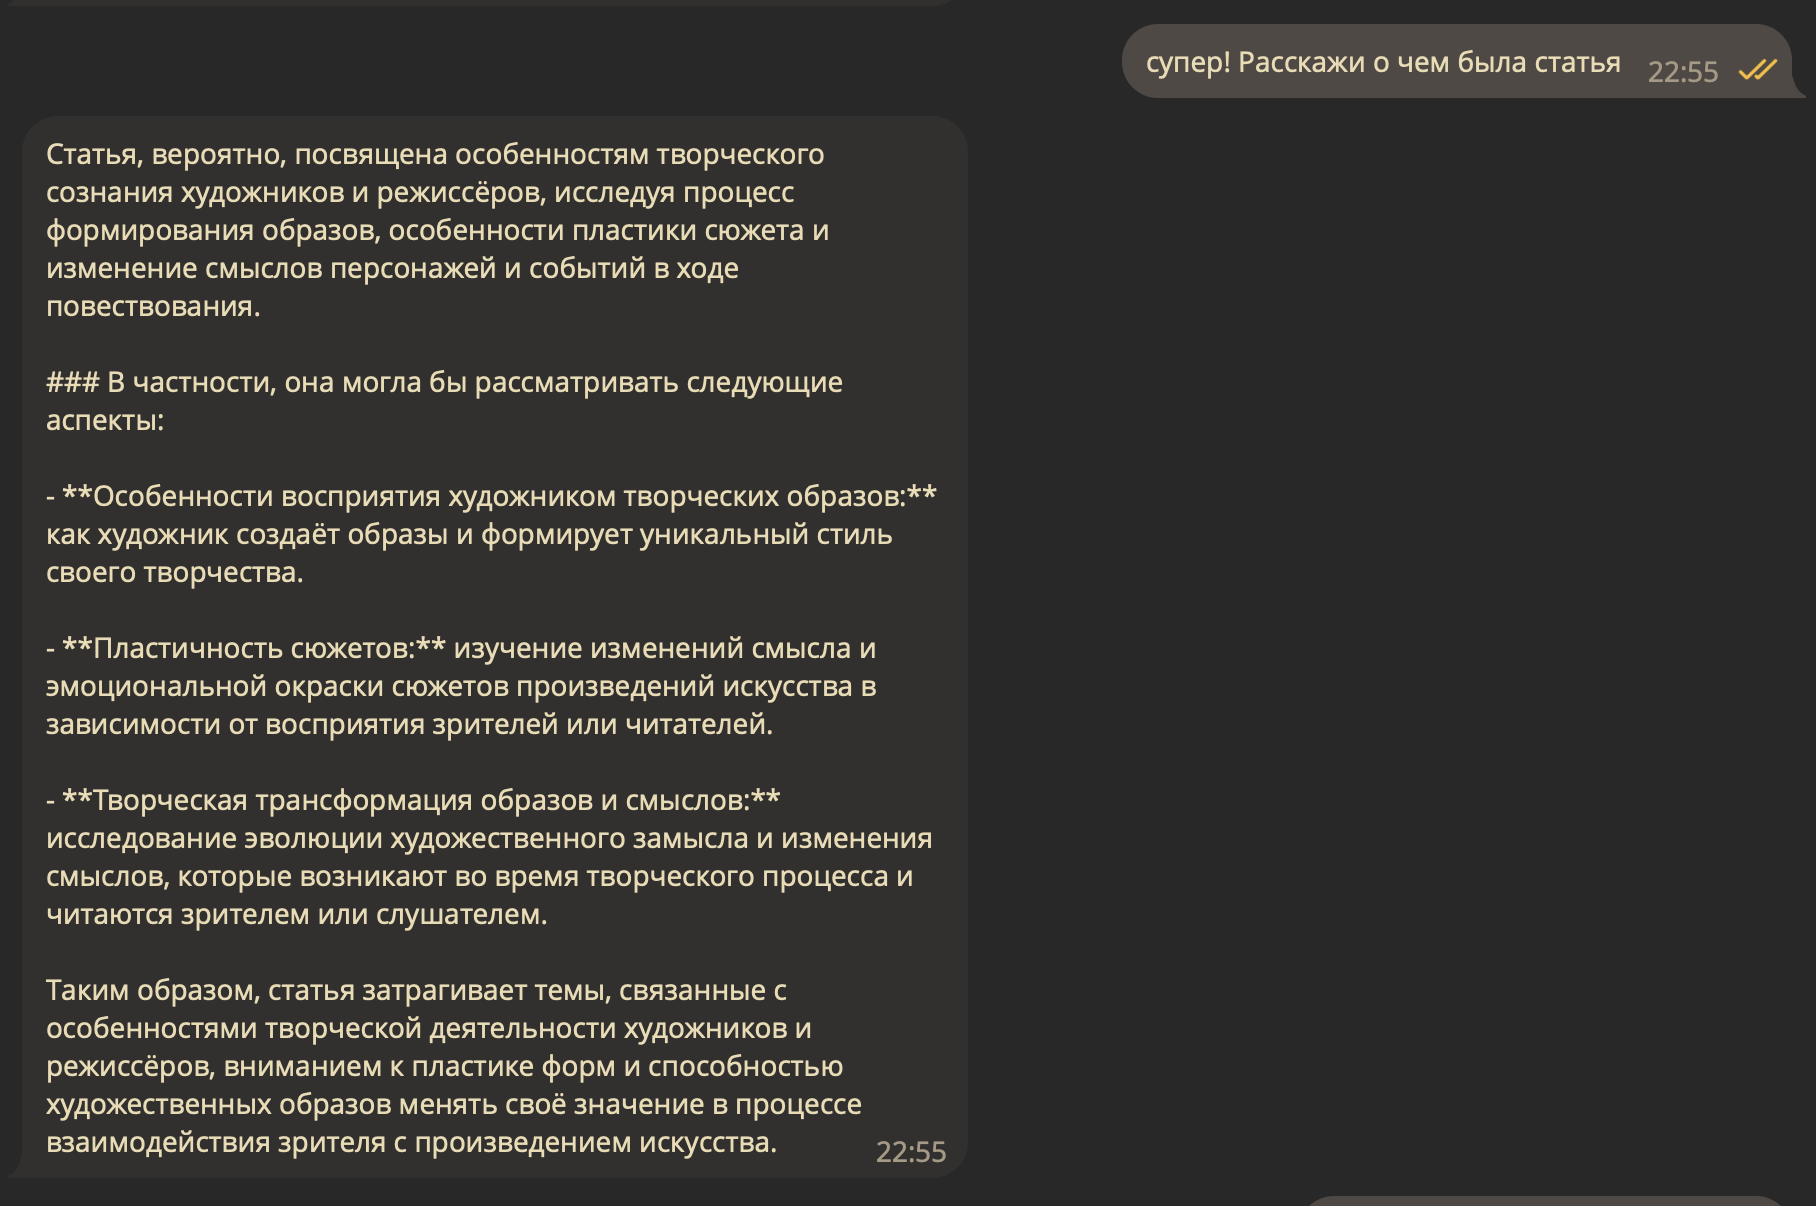 супер! Расскажи о чем была статья 22:55
Статья, вероятно, посвящена особенностям творческого
сознания художников и режиссёров, исследуя процесс
формирования образов, особенности пластики сюжета и
изменение смыслов персонажей и событий в ходе
повествования.
### В частности, она могла бы рассматривать следующие
аспекты:
- **Особенности восприятия художником творческих образов:**
как художник создаёт образы и формирует уникальный стиль
своего творчества.
- **Пластичность сюжетов:** изучение изменений смысла и
эмоциональной окраски сюжетов произведений искусства в
зависимости от восприятия зрителей или читателей.
- **Творческая трансформация образов и смыслов:**
исследование эволюции художественного замысла и изменения
смыслов, которые возникают во время творческого процесса и
читаются зрителем или слушателем.
Таким образом, статья затрагивает темы, связанные с
особенностями творческой деятельности художников и
режиссёров, вниманием к пластике форм и способностью
художественных образов менять своё значение в процессе
взаимодействия зрителя с произведением искусства. 22:55